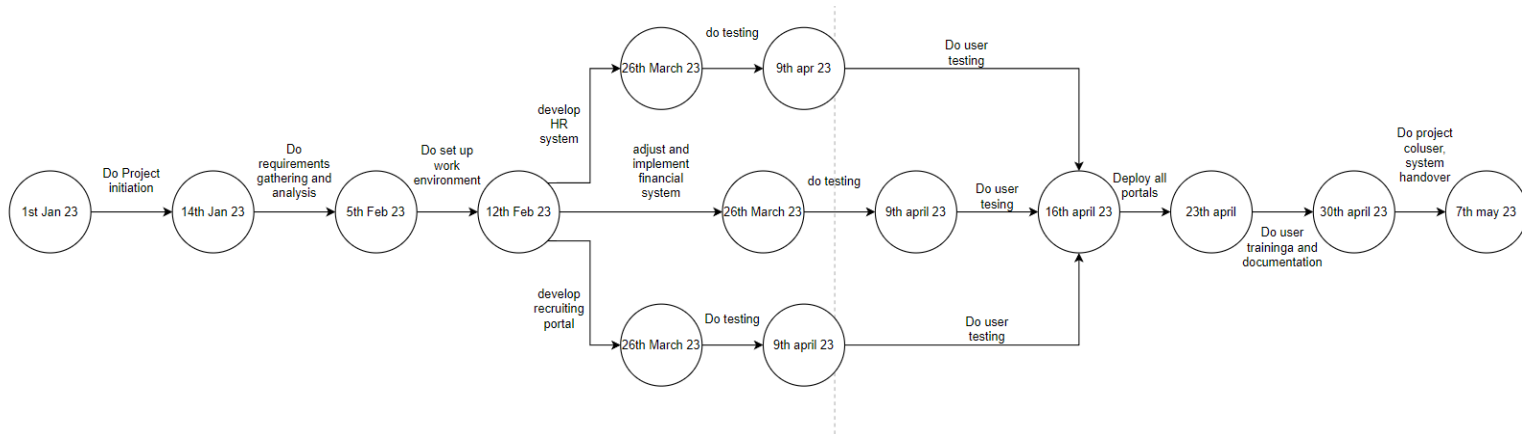 do testing
26th March 23
9th apr 23
Do user
testing
develop
HR
system
Do Project
initiation
Do
requirements
gathering and
analysis
Do set up
work
environment
adjust and
implement
financial
system
do testing
Do user
tesing
Deploy all
portals
Do project
coluser,
system
handover
1st Jan 23
14th Jan 23
5th Feb 23
12th Feb 23
26th March 23
9th april 23
16th april 23
23th april
30th april 23
7th may 23
Do user
traininga and
documentation
develop
recruiting
portal
Do testing
26th March 23
9th april 23
Do user
testing